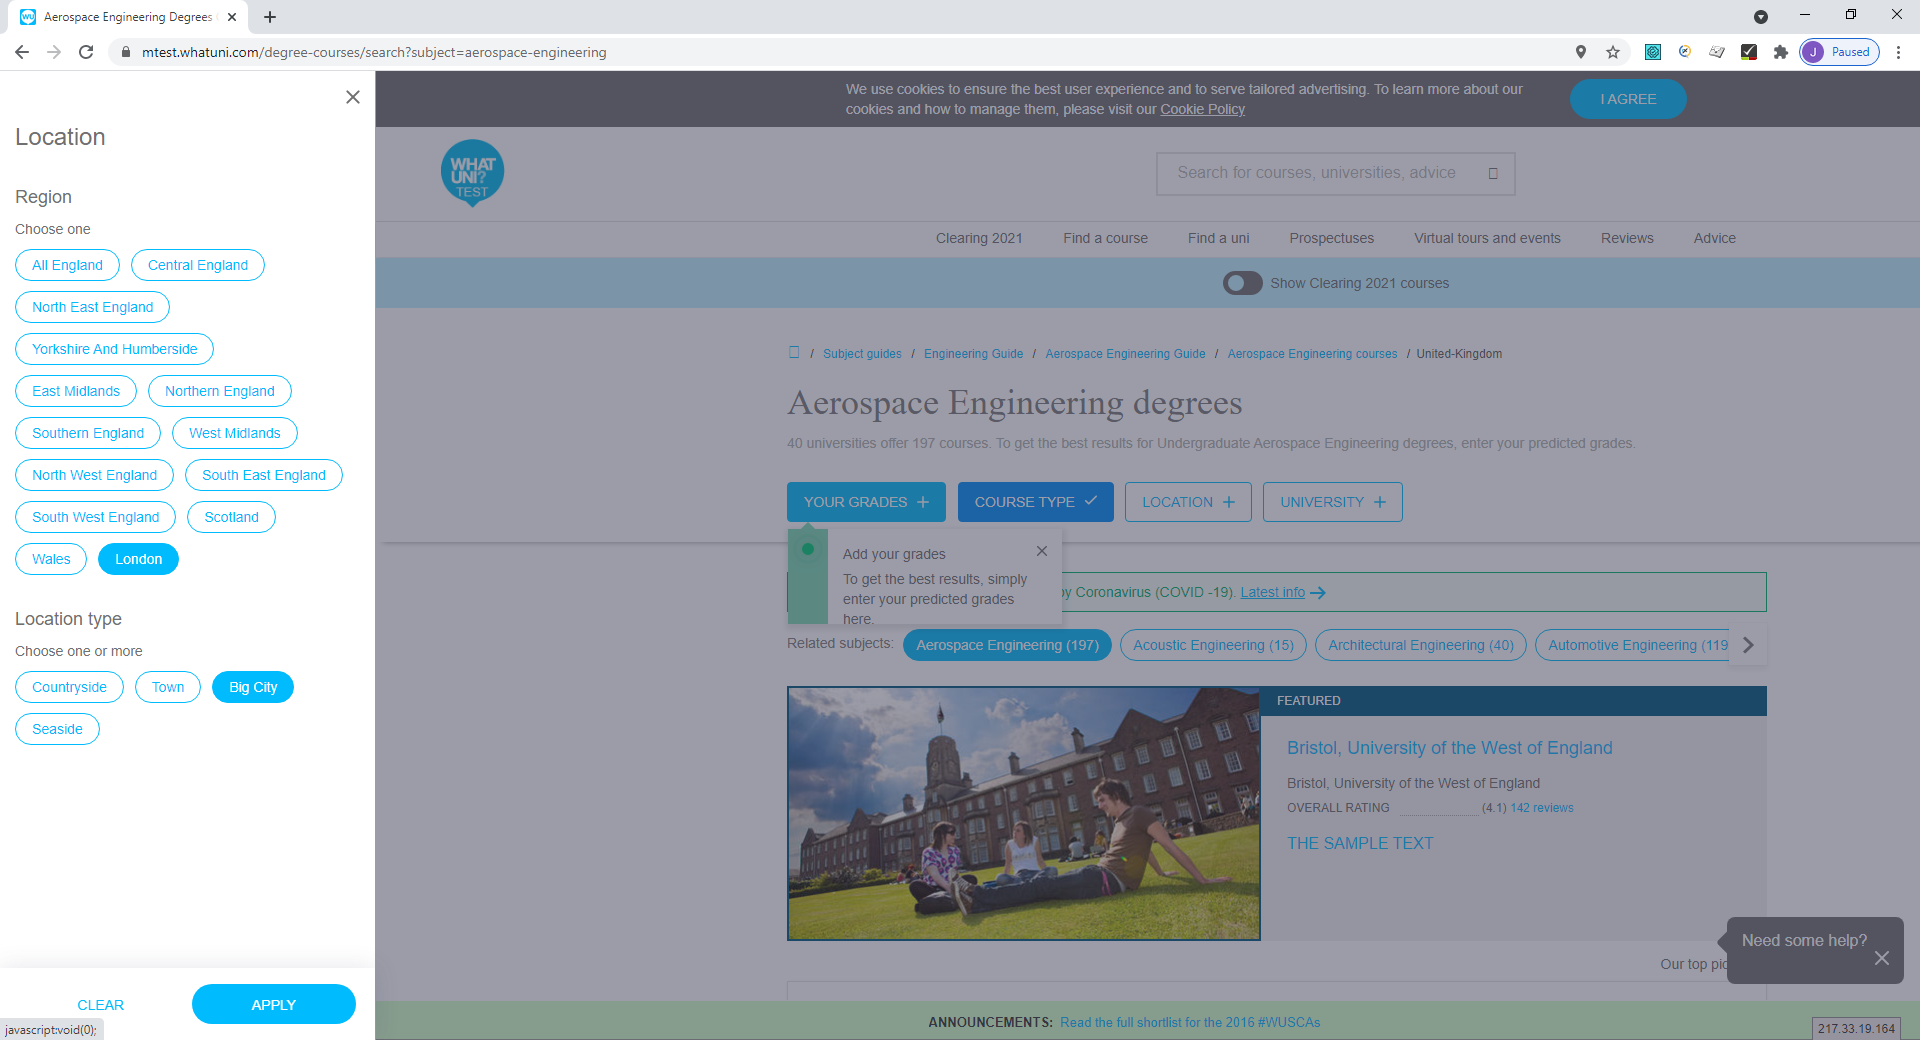 Aerospace Engineering Degrees
mtest.whatuni.com/degree-courses/search?subject=aerospace-engineering
J Paused
Location
Region
Choose one
All England
Central England
North East England
Yorkshire And Humberside
East Midlands
Northern England
Southern England
West Midlands
North West England
South East England
South West England
Scotland
Wales
London
Location type
Choose one or more
Countryside
Town
Big City
Seaside
CLEAR
APPLY
javascript:void(0);
We use cookies to ensure the best user experience and to serve tailored advertising. To learn more about our
cookies and how to manage them, please visit our Cookie Policy
I AGREE
WHAT
UNI?
TEST
Search for courses, universities, advice
Clearing 2021
Find a course
Find a uni
Prospectuses
Virtual tours and events
Reviews
Advice
Show Clearing 2021 courses
/ Subject guides / Engineering Guide / Aerospace Engineering Guide / Aerospace Engineering courses / United-Kingdom
Aerospace Engineering degrees
40 universities offer 197 courses. To get the best results for Undergraduate Aerospace Engineering degrees, enter your predicted grades.
YOUR GRADES
COURSE TYPE
LOCATION
UNIVERSITY
Add your grades
To get the best results, simply
enter your predicted grades
here.
by Coronavirus (COVID -19). Latest info
Related subjects:
Aerospace Engineering (197)
Acoustic Engineering (15)
Architectural Engineering (40)
Automotive Engineering (119
FEATURED
Bristol, University of the West of England
Bristol, University of the West of England
OVERALL RATING (4.1) 142 reviews
THE SAMPLE TEXT
Need some help?
Our top pic
ANNOUNCEMENTS: Read the full shortlist for the 2016 #WUSCAs
217.33.19.164